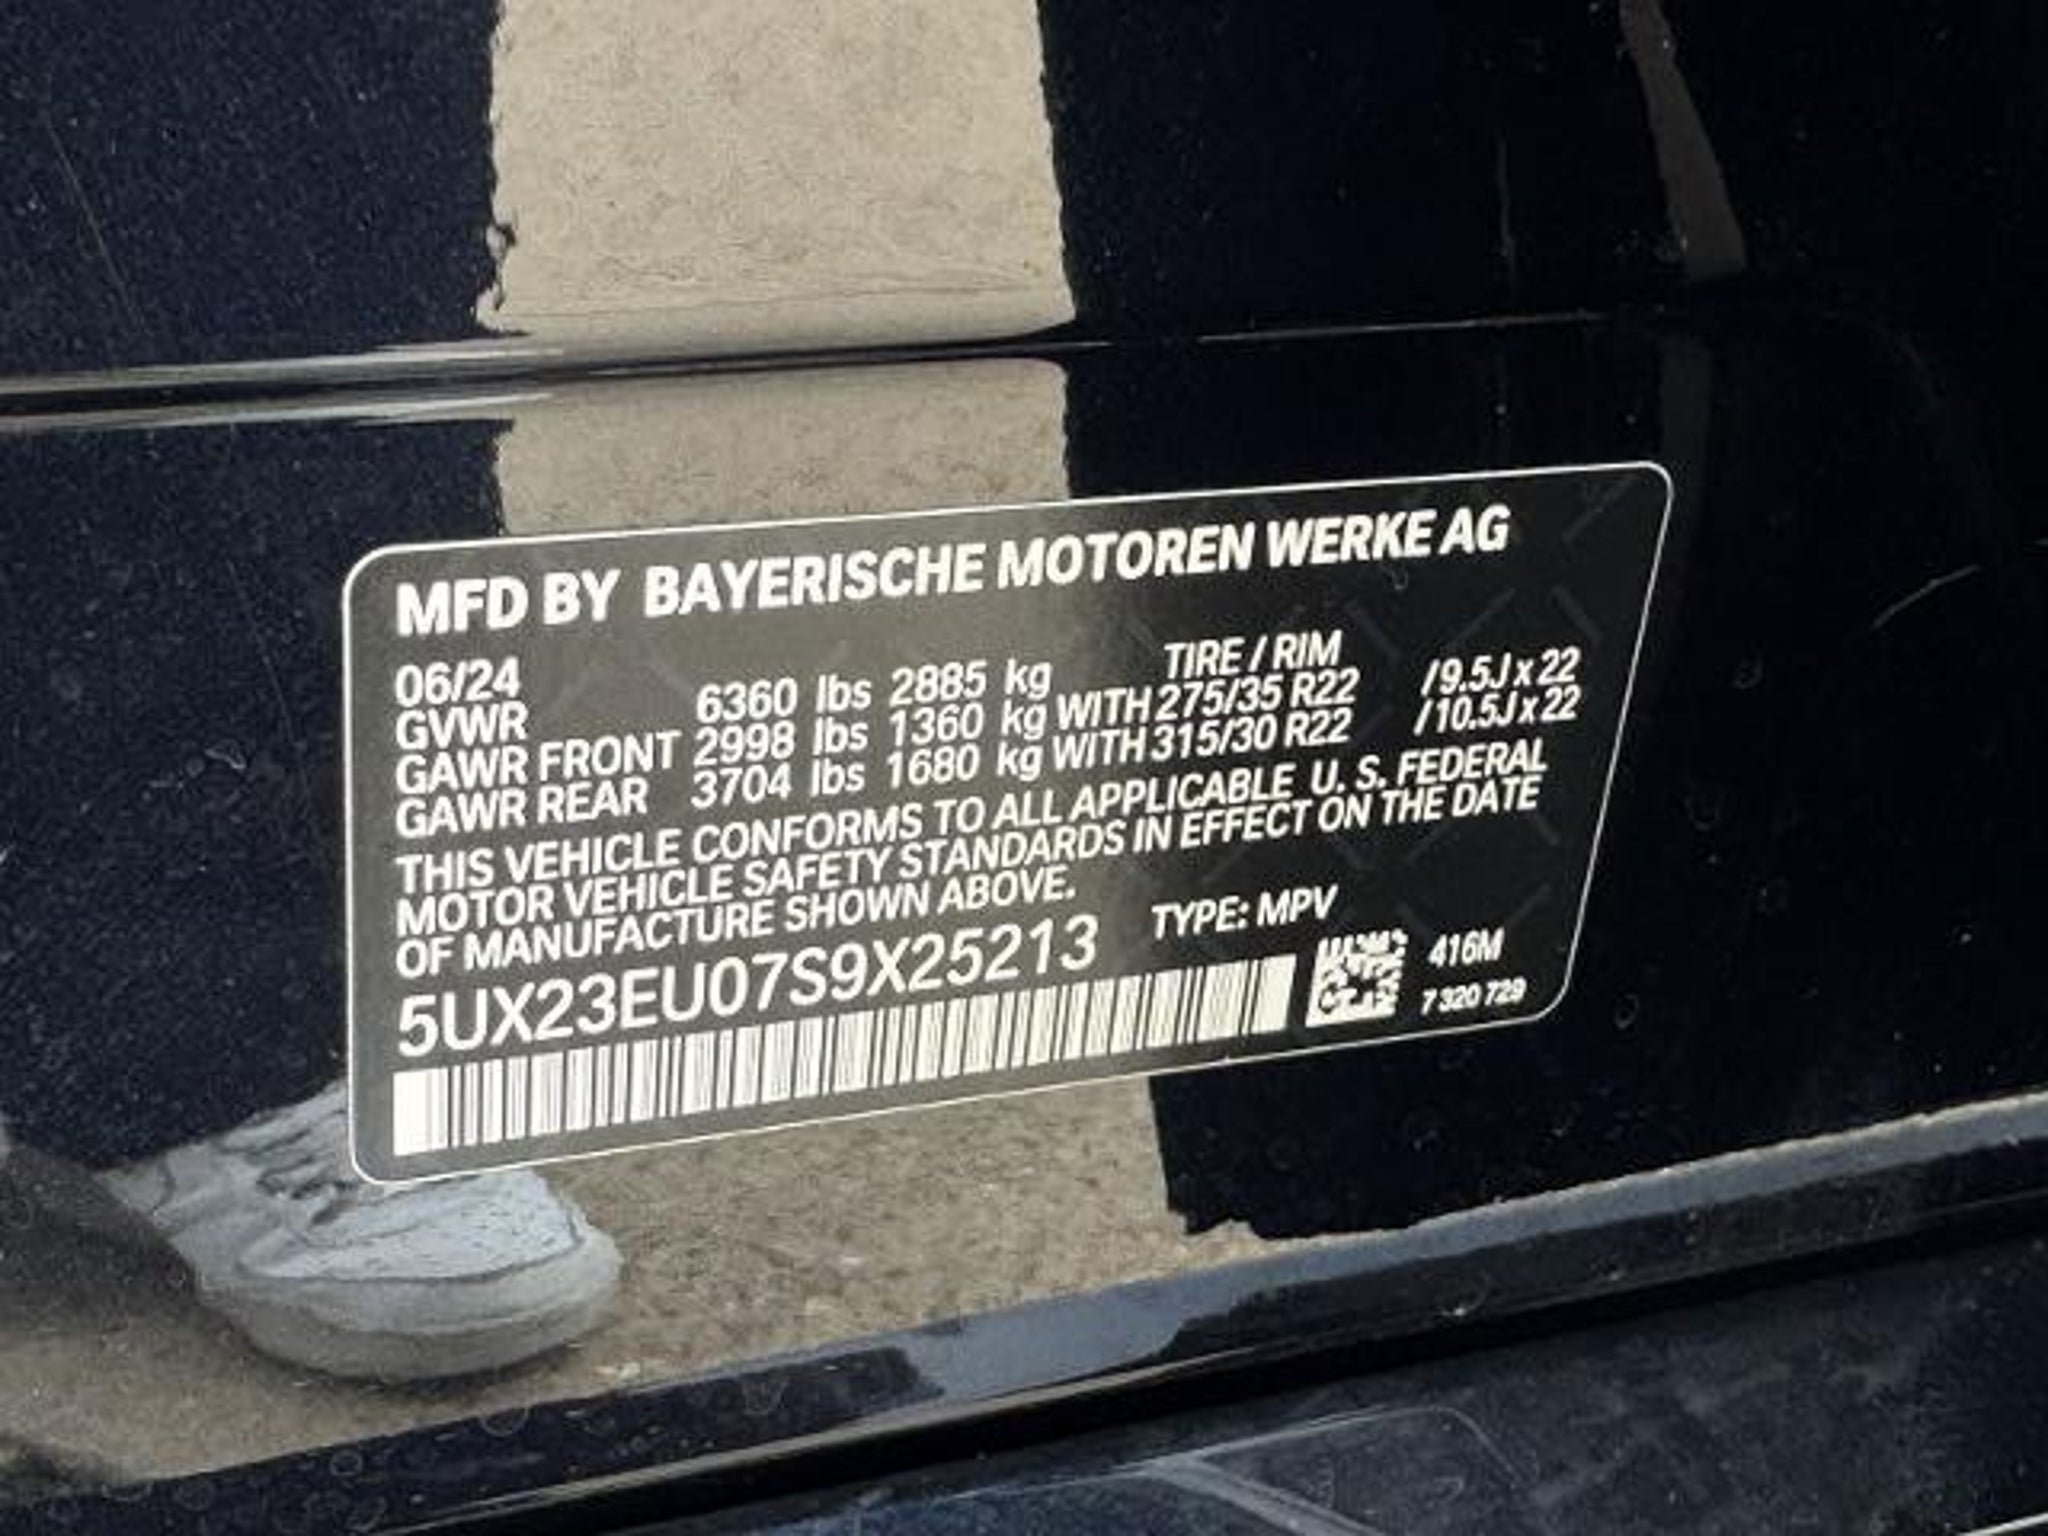 MFD BY BAYERISCHE MOTOREN WERKE AG
06/24 TIRE / RIM
GVWR 6360 lbs 2885 kg
GAWR FRONT 2998 lbs 1360 kg WITH 275/35 R22 / 9.5J x 22
GAWR REAR 3704 lbs 1680 kg WITH 315/30 R22 / 10.5J x 22
THIS VEHICLE CONFORMS TO ALL APPLICABLE U. S. FEDERAL
MOTOR VEHICLE SAFETY STANDARDS IN EFFECT ON THE DATE
OF MANUFACTURE SHOWN ABOVE.
5UX23EU07S9X25213 TYPE: MPV
416M
7 320 729